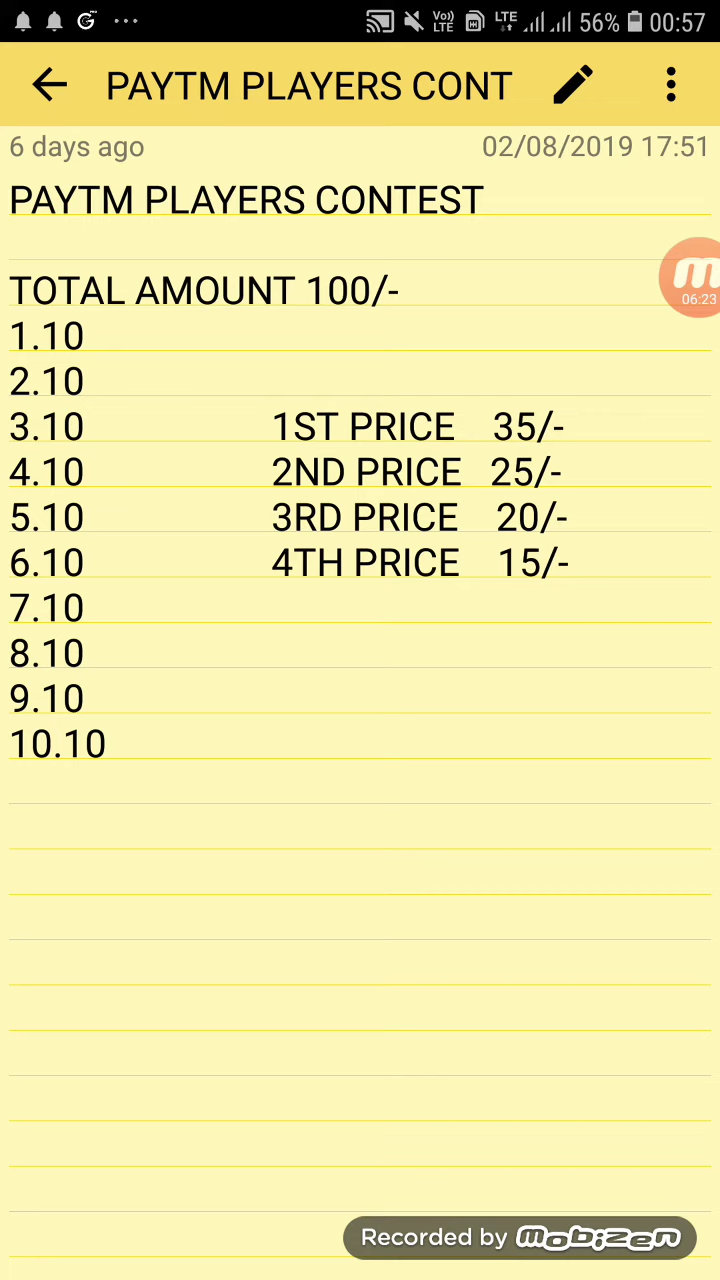 56% 00:57
PAYTM PLAYERS CONT
6 days ago 02/08/2019 17:51
PAYTM PLAYERS CONTEST
TOTAL AMOUNT 100/-
06:23
1.10
2.10
3.10 1ST PRICE 35/-
4.10 2ND PRICE 25/-
5.10 3RD PRICE 20/-
6.10 4TH PRICE 15/-
7.10
8.10
9.10
10.10
Recorded by mobizen